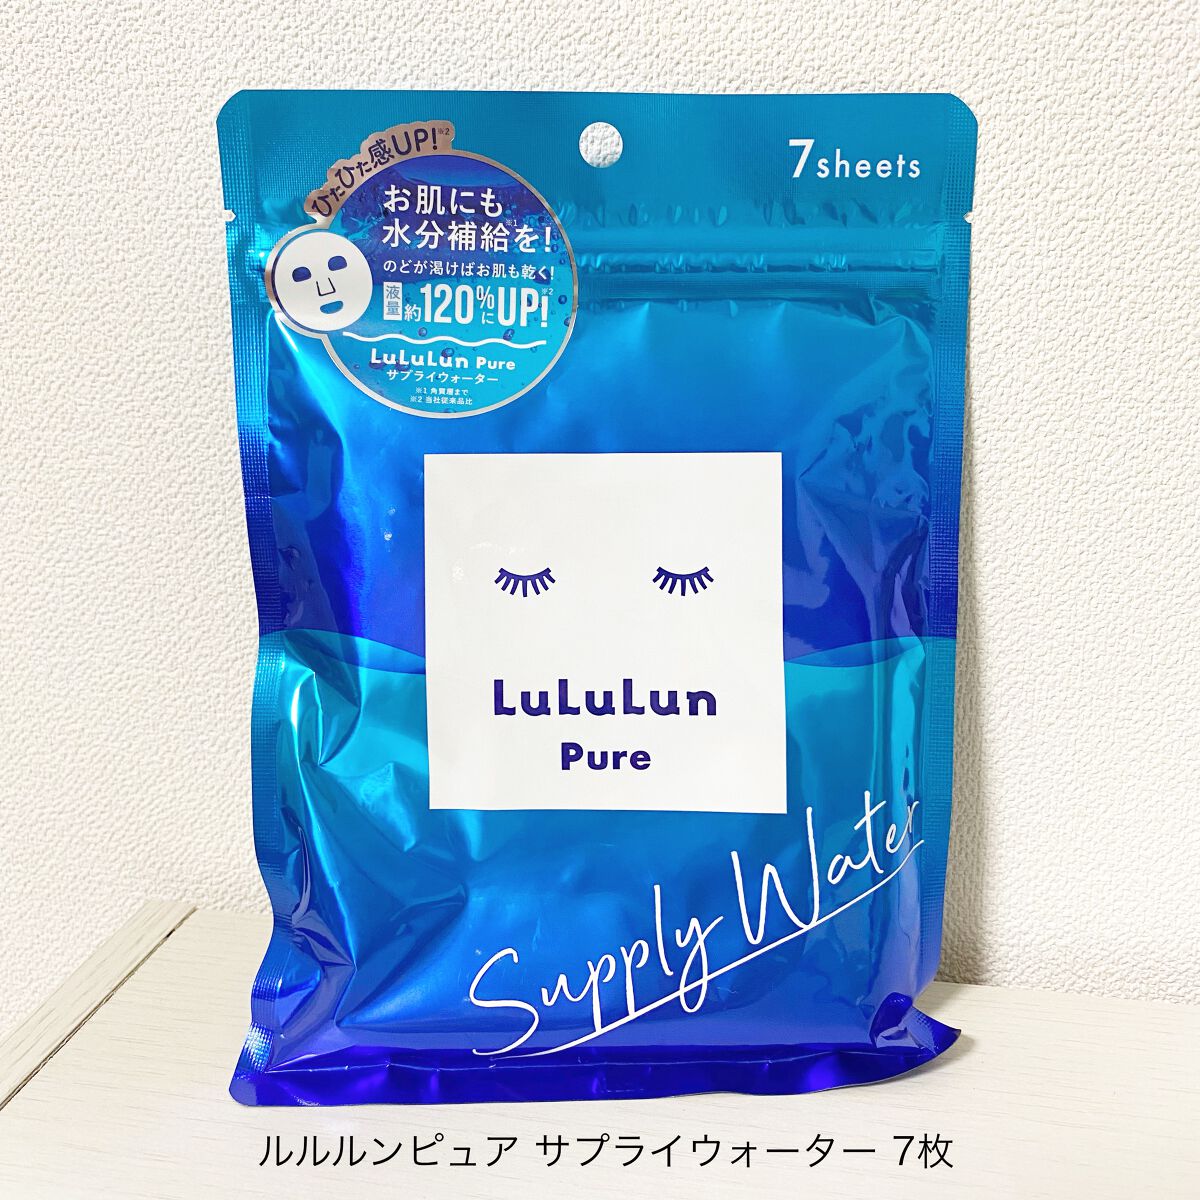 7sheets
ひたひた感UP!※2
お肌にも
水分補給を!※1
のどが渇けばお肌も乾く!
液量約120%にUP!※2
LuLuLun Pure
サプライウォーター
※1 角質層まで
※2 当社従来品比
LuLuLun
Pure
Supply Water
ルルルンピュア サプライウォーター 7枚